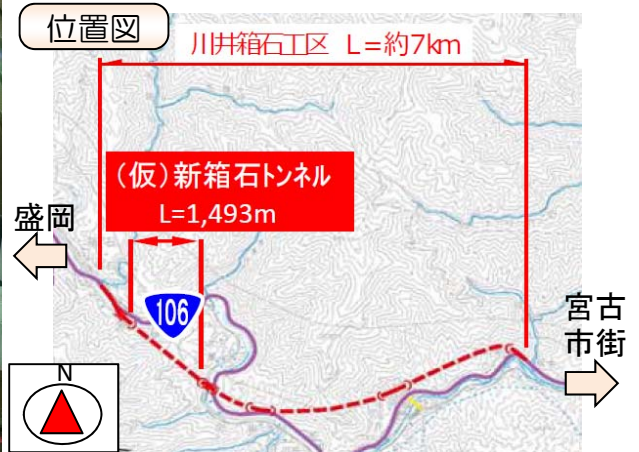 位置図
川井箱石工区 L=約7km
(仮)新箱石トンネル
L=1,493m
盛岡
106
宮古
市街
N